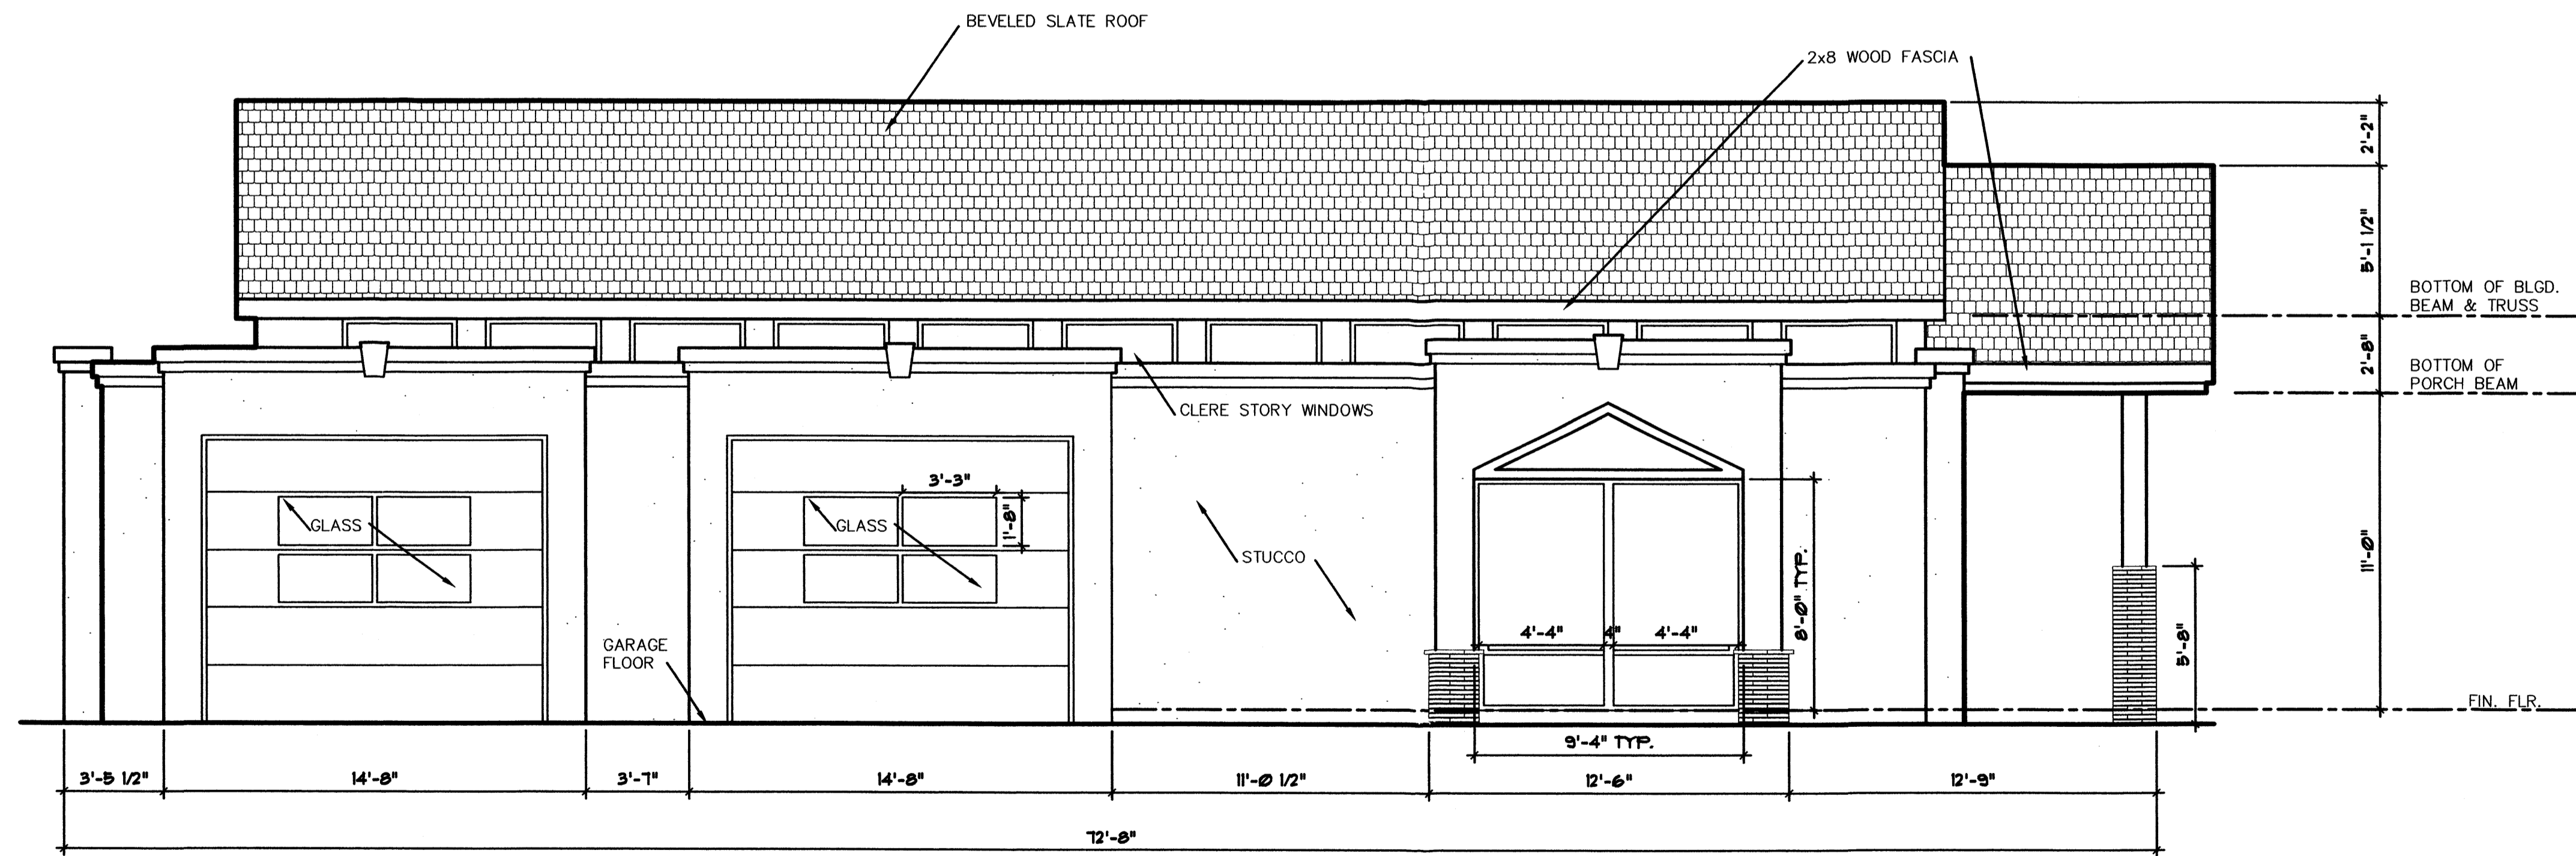 BEVELED SLATE ROOF
2x8 WOOD FASCIA
2'-2"
5'-1 1/2"
BOTTOM OF BLGD.
BEAM & TRUSS
2'-8"
BOTTOM OF
PORCH BEAM
CLERE STORY WINDOWS
3'-3"
1'-8"
GLASS
GLASS
STUCCO
8'-0" TYP.
11'-0"
4'-4"
4"
4'-4"
GARAGE
FLOOR
5'-8"
FIN. FLR.
9'-4" TYP.
3'-5 1/2"
14'-8"
3'-7"
14'-8"
11'-0 1/2"
12'-6"
12'-9"
72'-8"